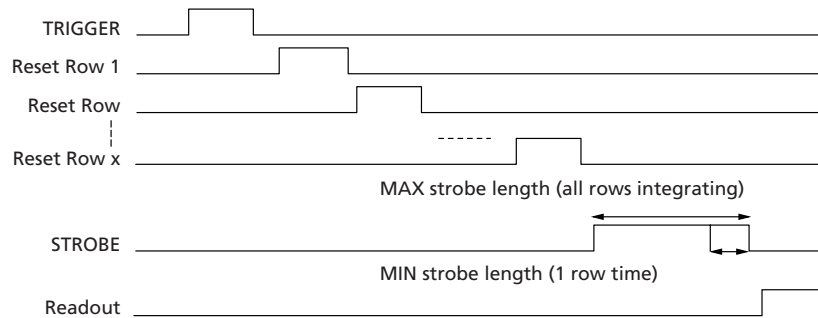 TRIGGER
Reset Row 1
Reset Row
Reset Row x
MAX strobe length (all rows integrating)
STROBE
MIN strobe length (1 row time)
Readout